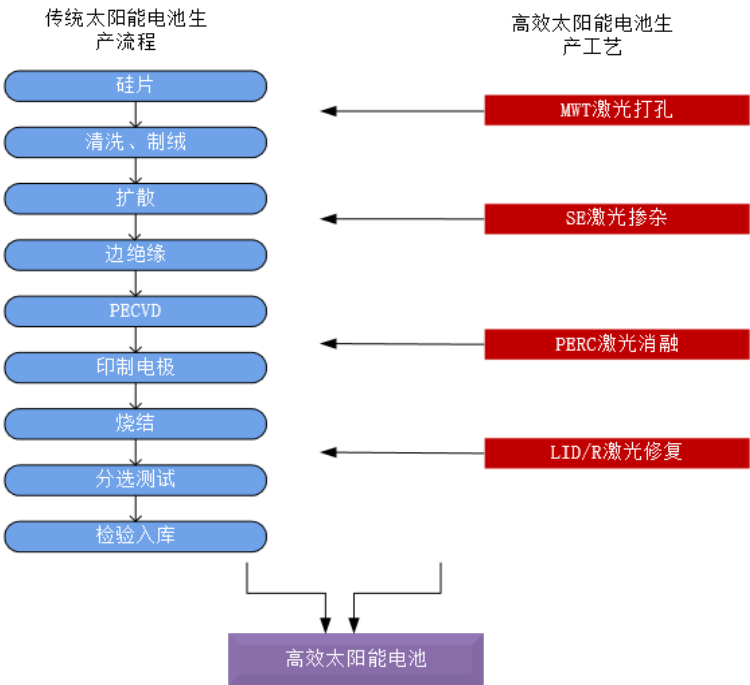 传统太阳能电池生
产流程
硅片
清洗、制绒
扩散
边绝缘
PECVD
印制电极
烧结
分选测试
检验入库
高效太阳能电池生
产工艺
MWT激光打孔
SE激光掺杂
PERC激光消融
LID/R激光修复
高效太阳能电池